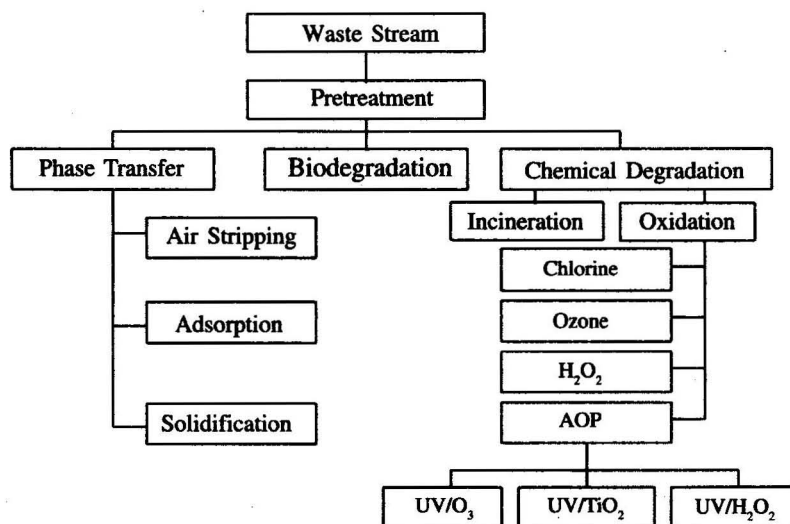 Waste Stream
Pretreatment
Phase Transfer
Biodegradation
Chemical Degradation
Incineration
Oxidation
Air Stripping
Chlorine
Adsorption
Ozone
H₂O₂
Solidification
AOP
UV/O₃
UV/TiO₂
UV/H₂O₂